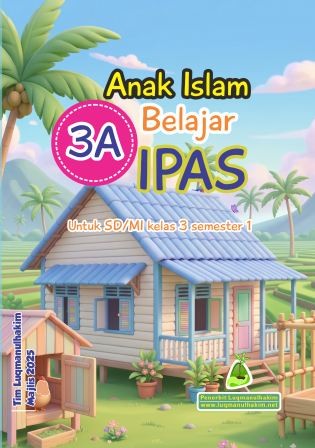 Anak Islam
3A
Belajar
IPAS
Untuk SD/MI kelas 3 semester 1
Tim Luqmanulhakim
Majlis 2025
Penerbit Luqmanulhakim
www.luqmanulhakim.net